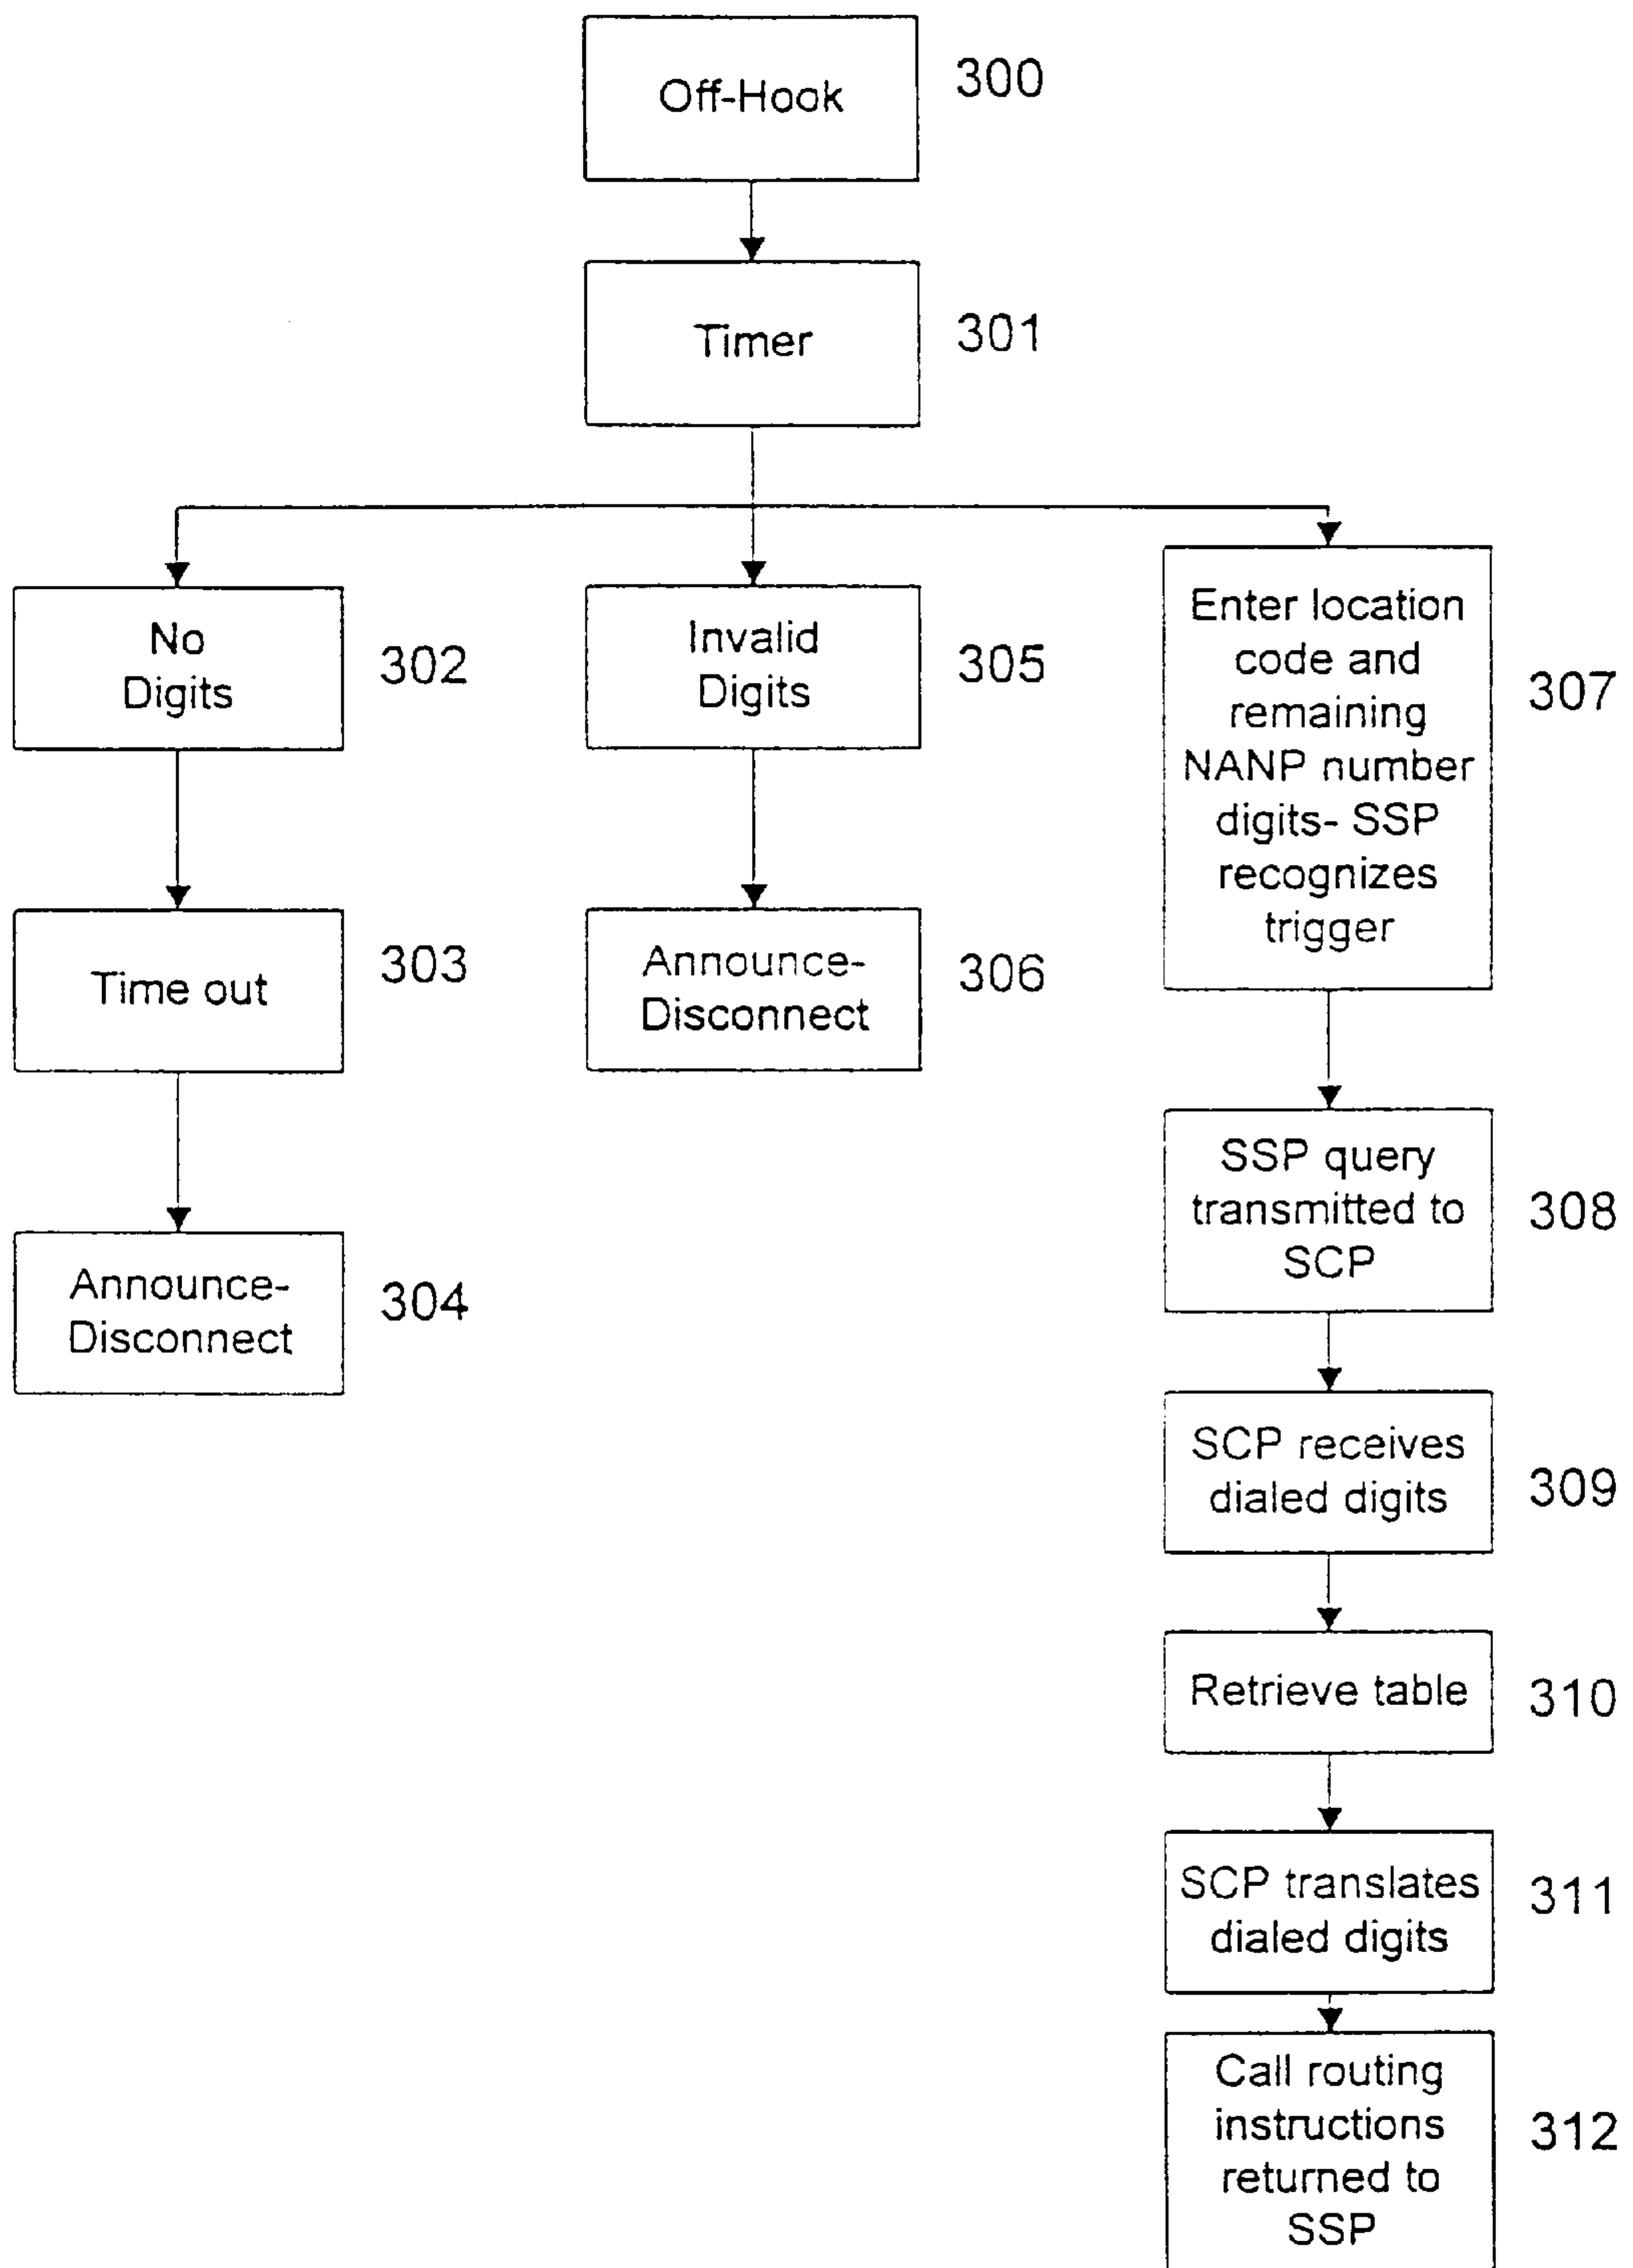 Off-Hook
300
Timer
301
No
Digits
302
Time out
303
Announce-
Disconnect
304
Invalid
Digits
305
Announce-
Disconnect
306
Enter location
code and
remaining
NANP number
digits- SSP
recognizes
trigger
307
SSP query
transmitted to
SCP
308
SCP receives
dialed digits
309
Retrieve table
310
SCP translates
dialed digits
311
Call routing
instructions
returned to
SSP
312